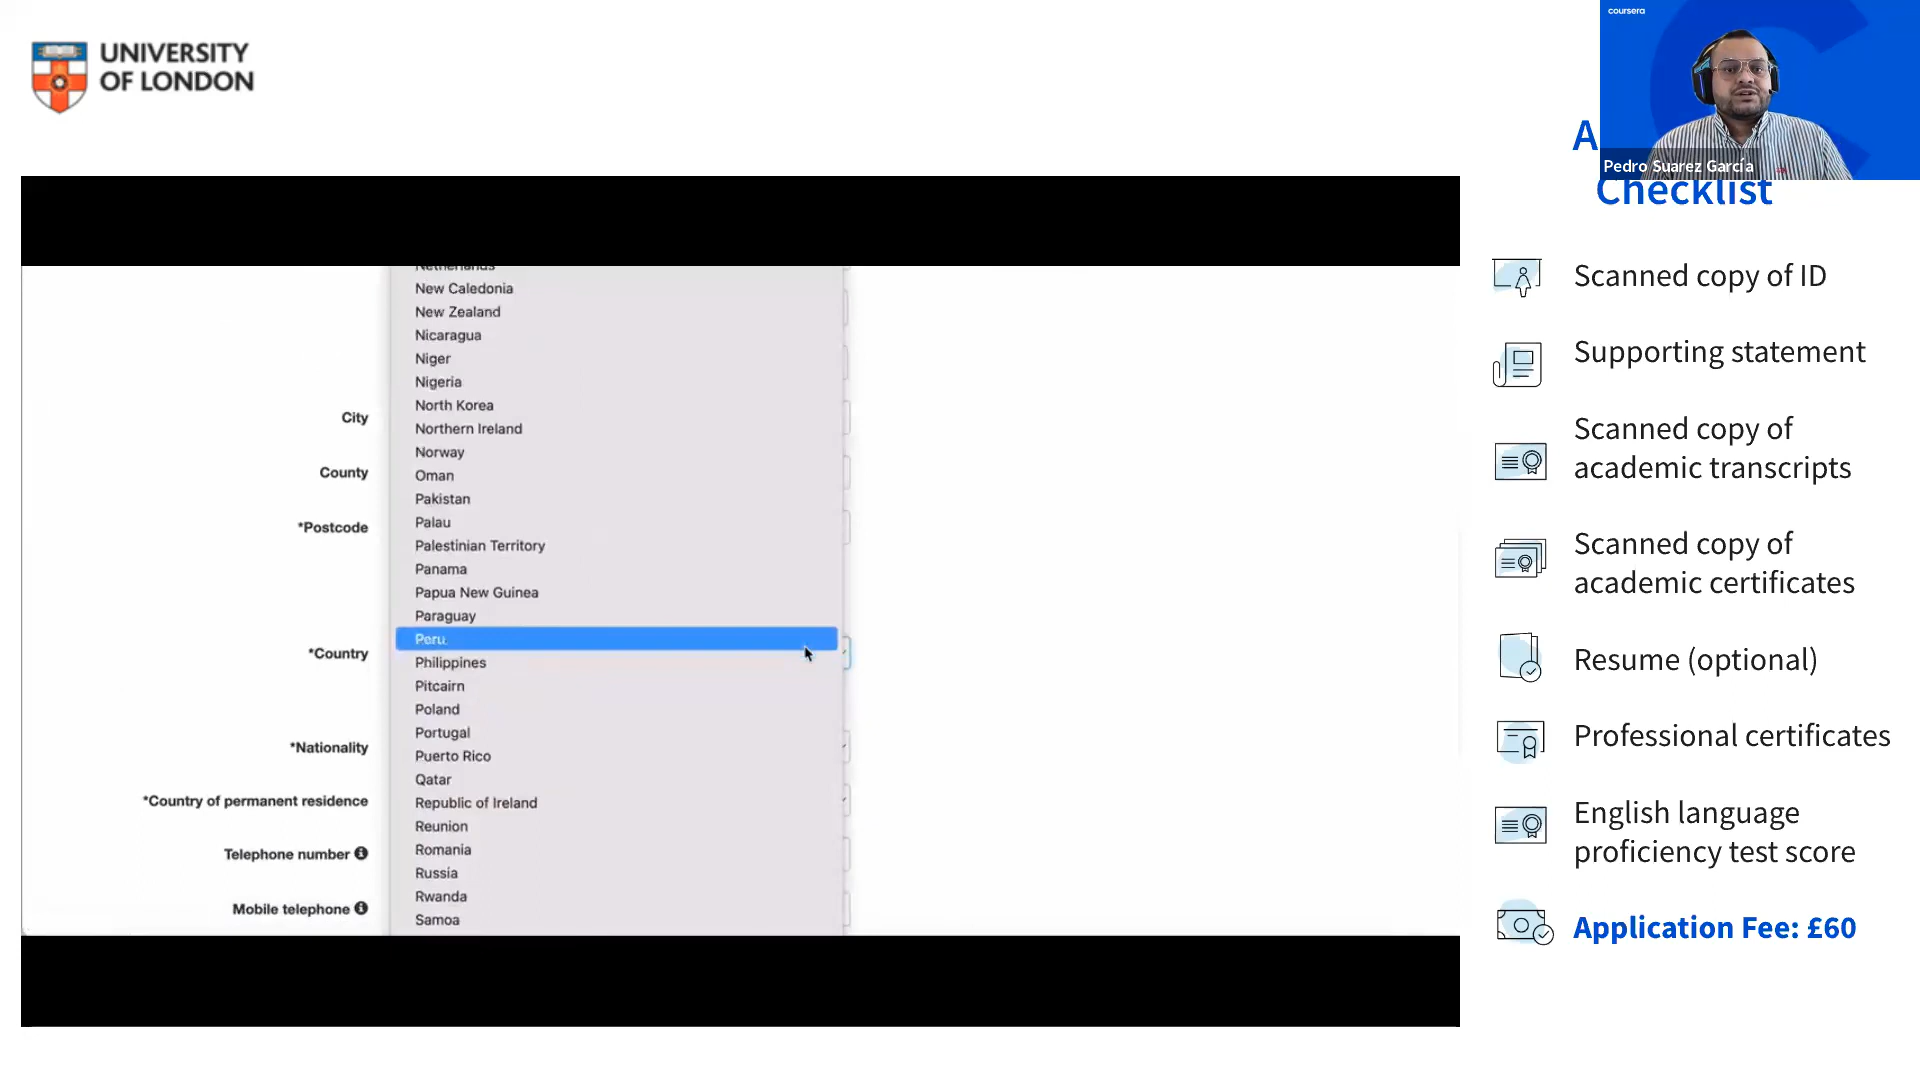 UNIVERSITY
OF LONDON
coursera
Pedro Suarez García
A
Checklist
Netherlands
New Caledonia
New Zealand
Nicaragua
Niger
Nigeria
North Korea
Northern Ireland
Norway
Oman
Pakistan
Palau
Palestinian Territory
Panama
Papua New Guinea
Paraguay
Peru
Philippines
Pitcairn
Poland
Portugal
Puerto Rico
Qatar
Republic of Ireland
Reunion
Romania
Russia
Rwanda
Samoa
City
County
*Postcode
*Country
*Nationality
*Country of permanent residence
Telephone number
Mobile telephone
Scanned copy of ID
Supporting statement
Scanned copy of
academic transcripts
Scanned copy of
academic certificates
Resume (optional)
Professional certificates
English language
proficiency test score
Application Fee: £60